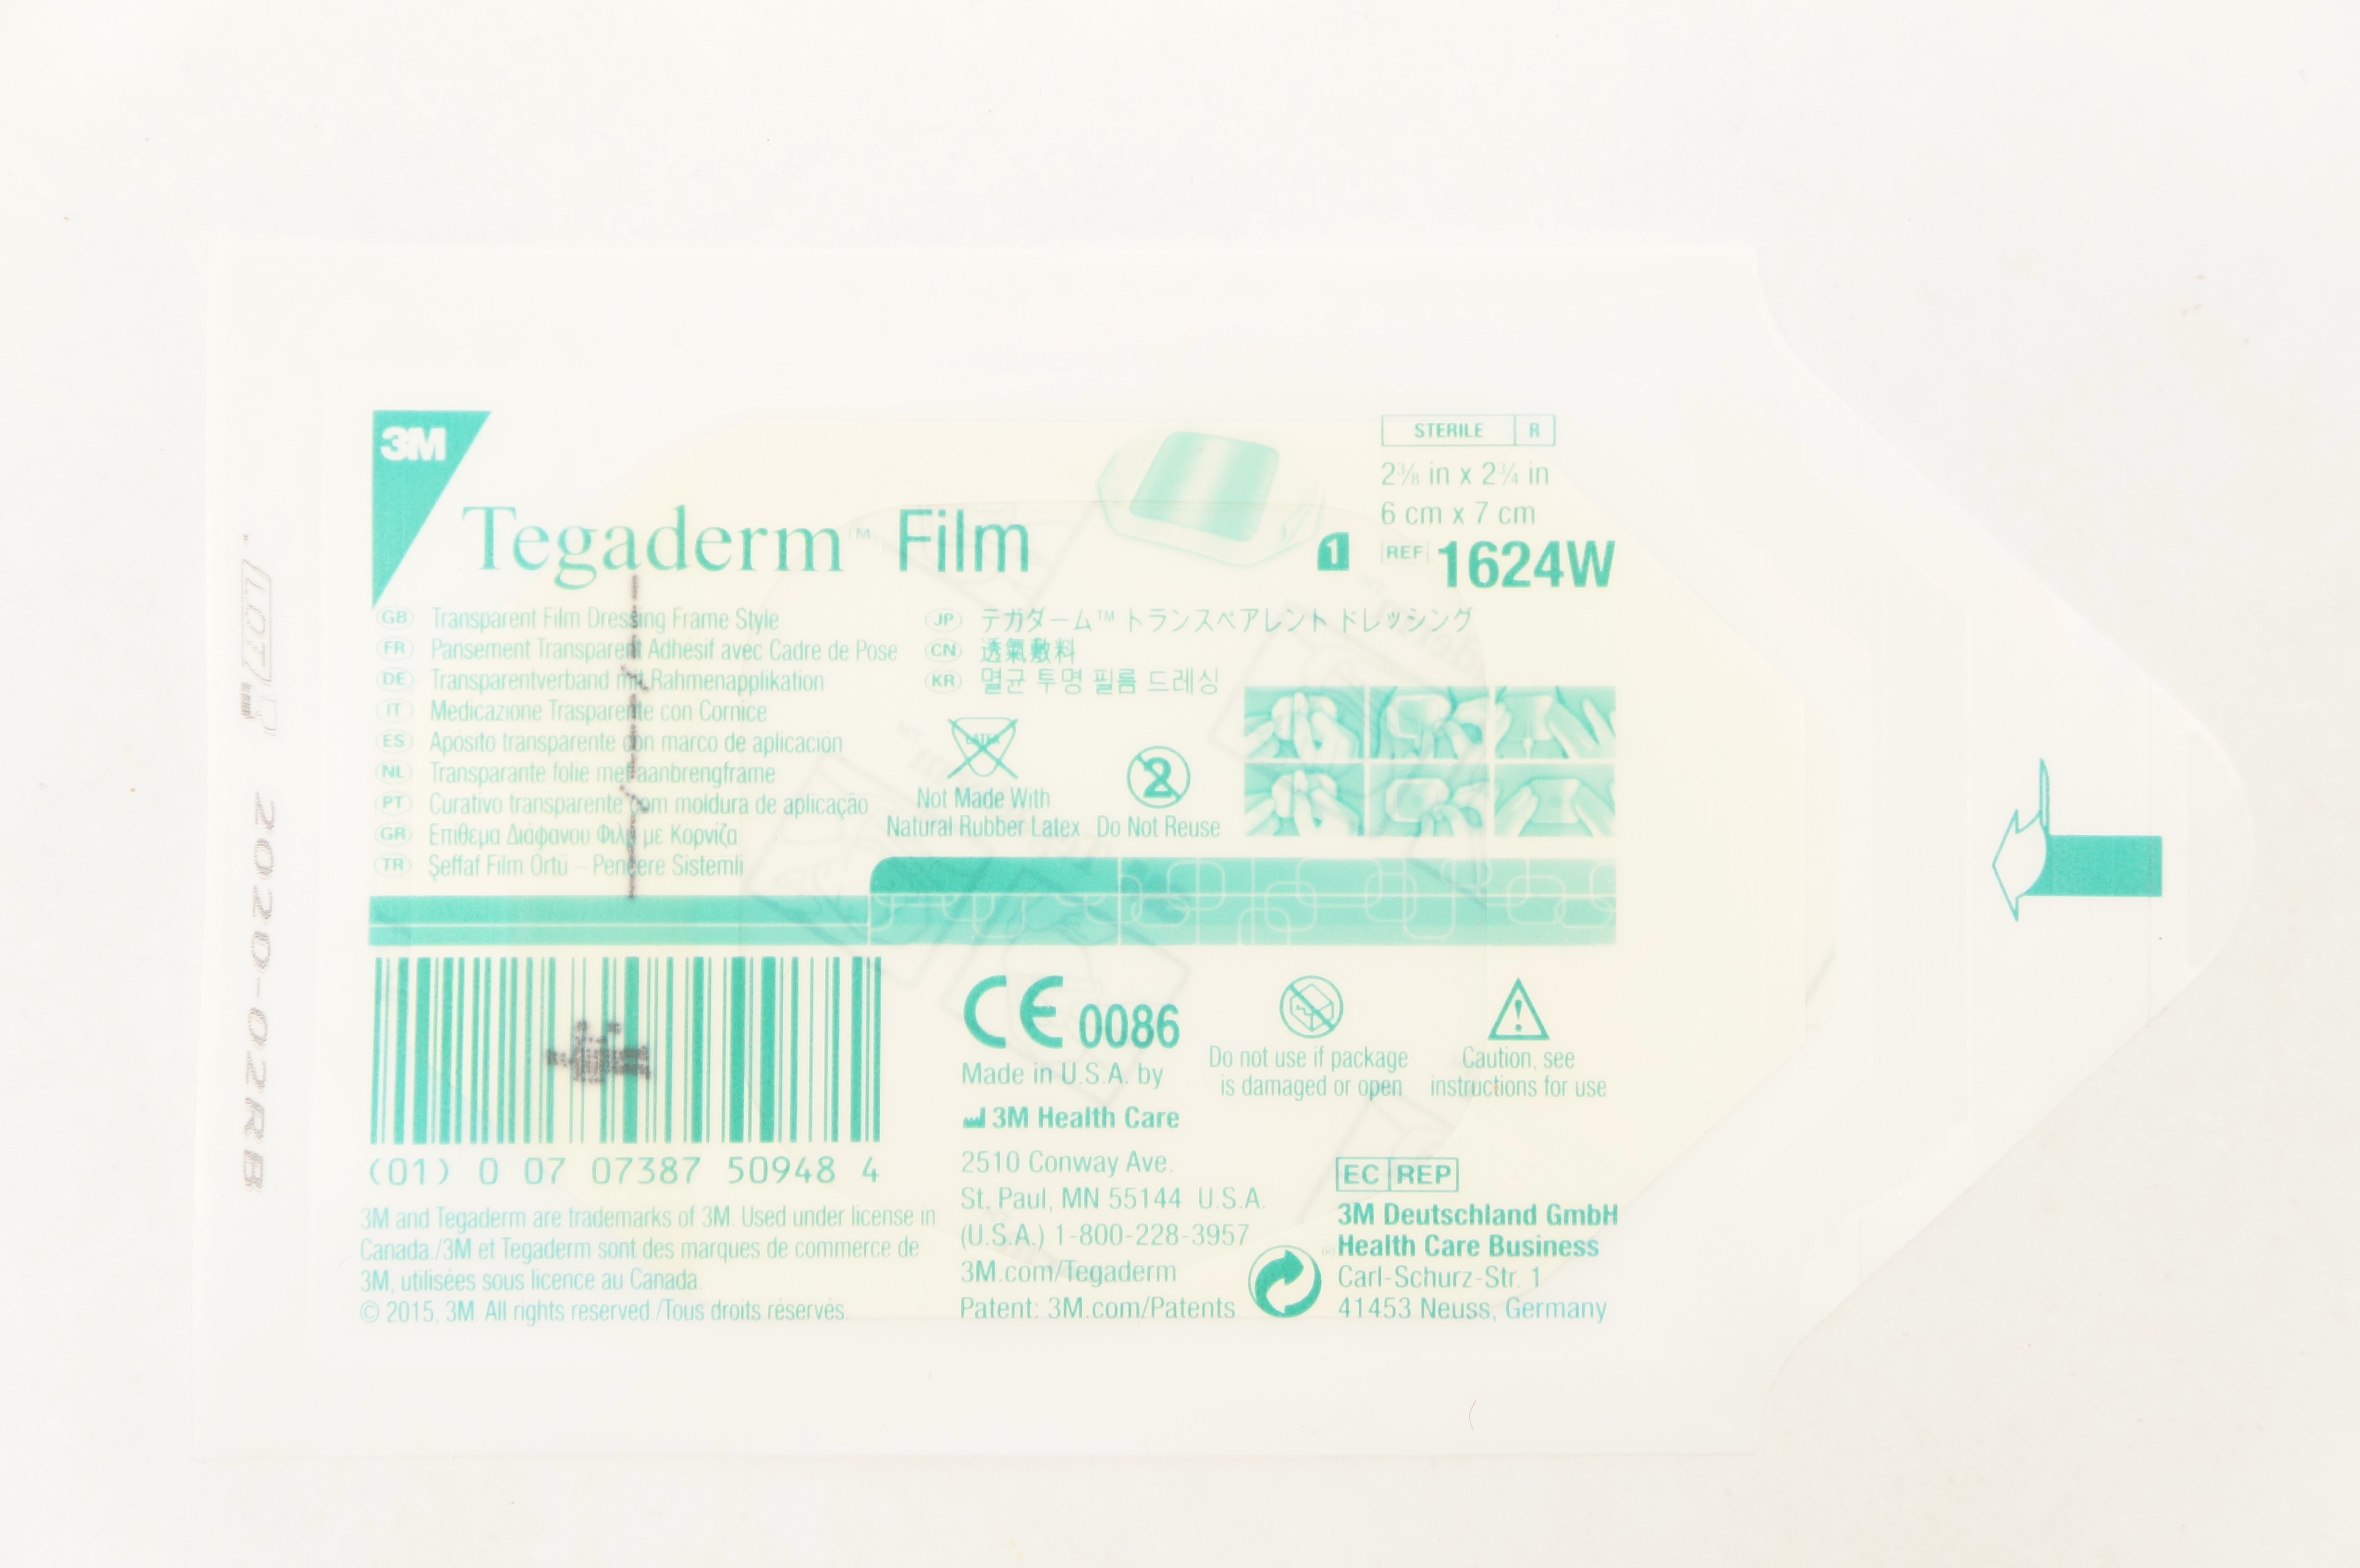 3M
Tegaderm™ Film
STERILE R
2 3/8 in x 2 3/4 in
6 cm x 7 cm
1 REF 1624W
GB Transparent Film Dressing Frame Style
FR Pansement Transparent Adhésif avec Cadre de Pose
DE Transparentverband mit Rahmenapplikation
IT Medicazione Trasparente con Cornice
ES Apósito transparente con marco de aplicación
NL Transparante folie met aanbrengframe
PT Curativo transparente com moldura de aplicação
GR Επίθεμα Διάφανου Φιλμ με Κορνίζα
TR Şeffaf Film Örtü – Pencere Sistemli
JP テガダーム™ トランスペアレント ドレッシング
CN 透氣敷料
KR 멸균 투명 필름 드레싱
LATEX
Not Made With
Natural Rubber Latex
2
Do Not Reuse
LOT
2020-02RB
(01) 0 07 07387 50948 4
3M and Tegaderm are trademarks of 3M. Used under license in
Canada./3M et Tegaderm sont des marques de commerce de
3M, utilisées sous licence au Canada.
© 2015, 3M. All rights reserved./Tous droits réservés.
CE 0086
Made in U.S.A. by
3M Health Care
2510 Conway Ave.
St. Paul, MN 55144 U.S.A.
(U.S.A.) 1-800-228-3957
3M.com/Tegaderm
Patent: 3M.com/Patents
Do not use if package
is damaged or open
Caution, see
instructions for use
EC REP
3M Deutschland GmbH
Health Care Business
Carl-Schurz-Str. 1
41453 Neuss, Germany